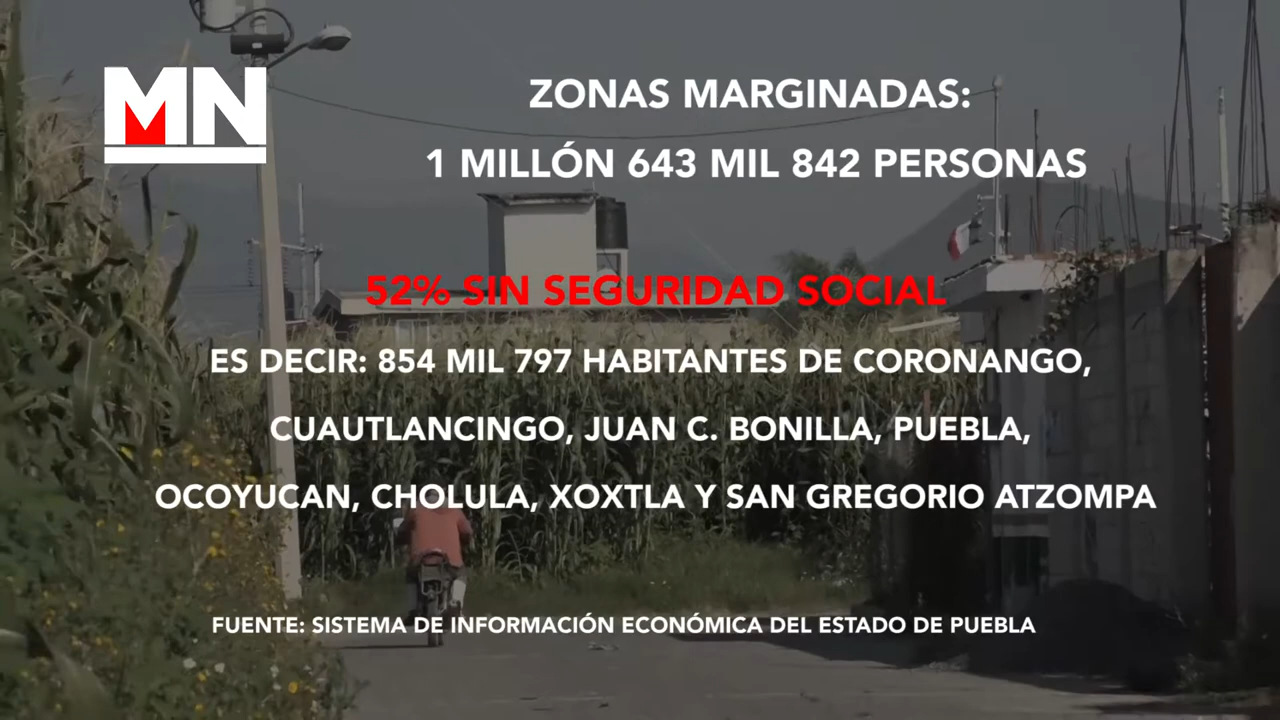 MN
ZONAS MARGINADAS:
1 MILLÓN 643 MIL 842 PERSONAS
52% SIN SEGURIDAD SOCIAL
ES DECIR: 854 MIL 797 HABITANTES DE CORONANGO,
CUAUTLANCINGO, JUAN C. BONILLA, PUEBLA,
OCOYUCAN, CHOLULA, XOXTLA Y SAN GREGORIO ATZOMPA
FUENTE: SISTEMA DE INFORMACIÓN ECONÓMICA DEL ESTADO DE PUEBLA